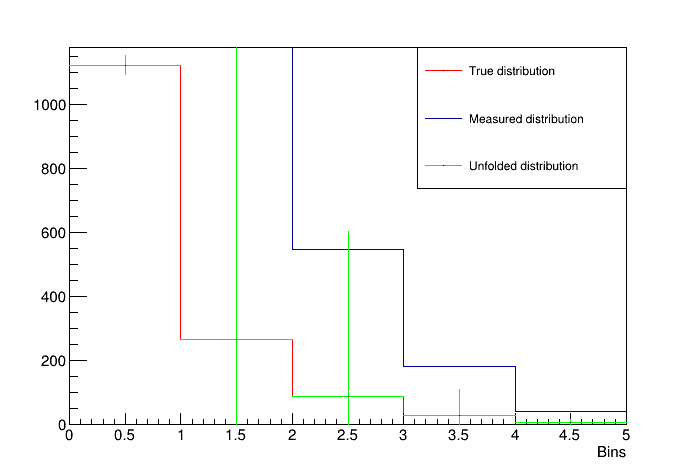 True distribution
1000
Measured distribution
800
Unfolded distribution
600
400
200
0
0 0.5 1 1.5 2 2.5 3 3.5 4 4.5 5
Bins